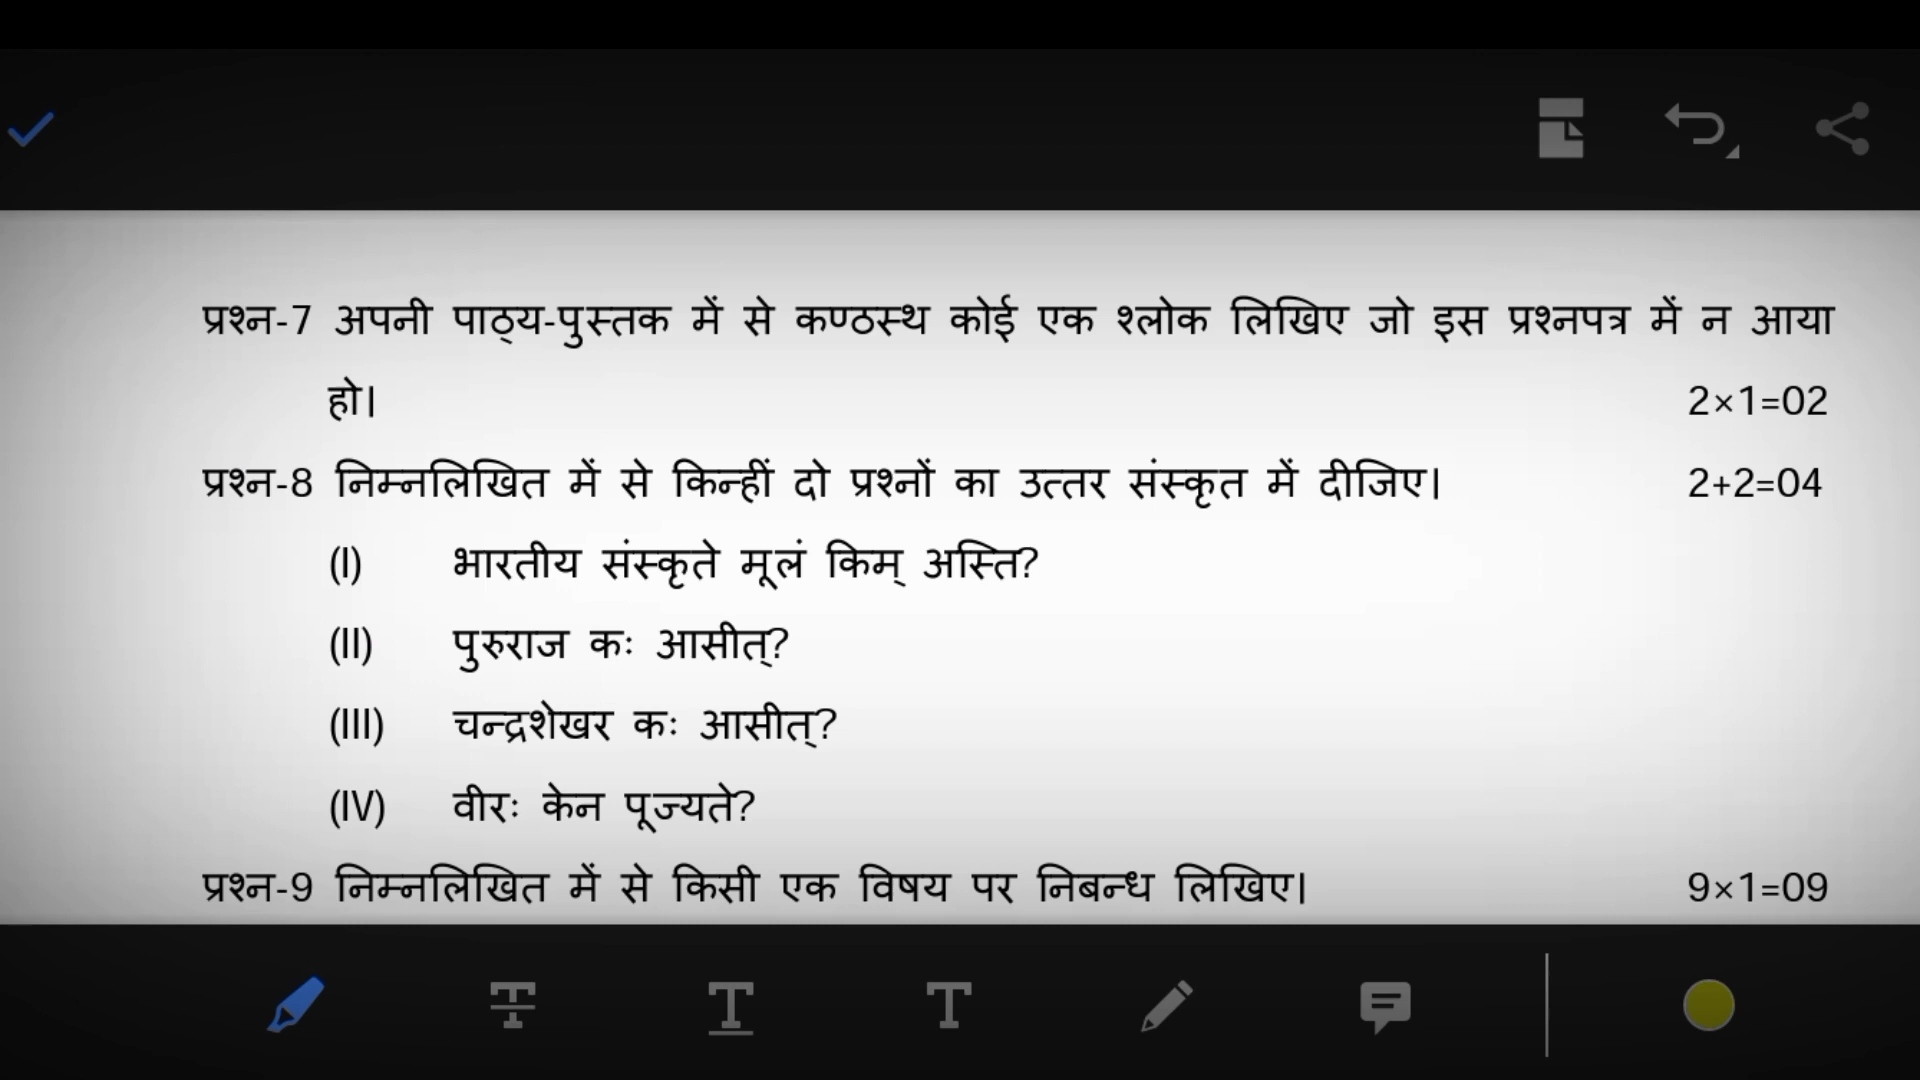 प्रश्न-7 अपनी पाठ्य-पुस्तक में से कण्ठस्थ कोई एक श्लोक लिखिए जो इस प्रश्नपत्र में न आया
हो। 2×1=02
प्रश्न-8 निम्नलिखित में से किन्हीं दो प्रश्नों का उत्तर संस्कृत में दीजिए। 2+2=04
(I) भारतीय संस्कृते मूलं किम् अस्ति?
(II) पुरुराज कः आसीत्?
(III) चन्द्रशेखर कः आसीत्?
(IV) वीरः केन पूज्यते?
प्रश्न-9 निम्नलिखित में से किसी एक विषय पर निबन्ध लिखिए। 9×1=09